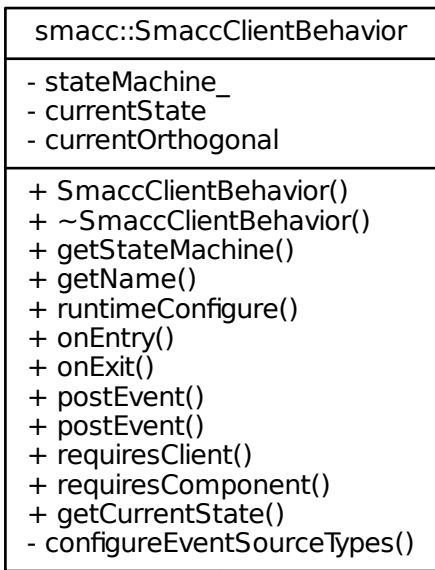 smacc::SmaccClientBehavior
- stateMachine_
- currentState
- currentOrthogonal
+ SmaccClientBehavior()
+ ~SmaccClientBehavior()
+ getStateMachine()
+ getName()
+ runtimeConfigure()
+ onEntry()
+ onExit()
+ postEvent()
+ postEvent()
+ requiresClient()
+ requiresComponent()
+ getCurrentState()
- configureEventSourceTypes()